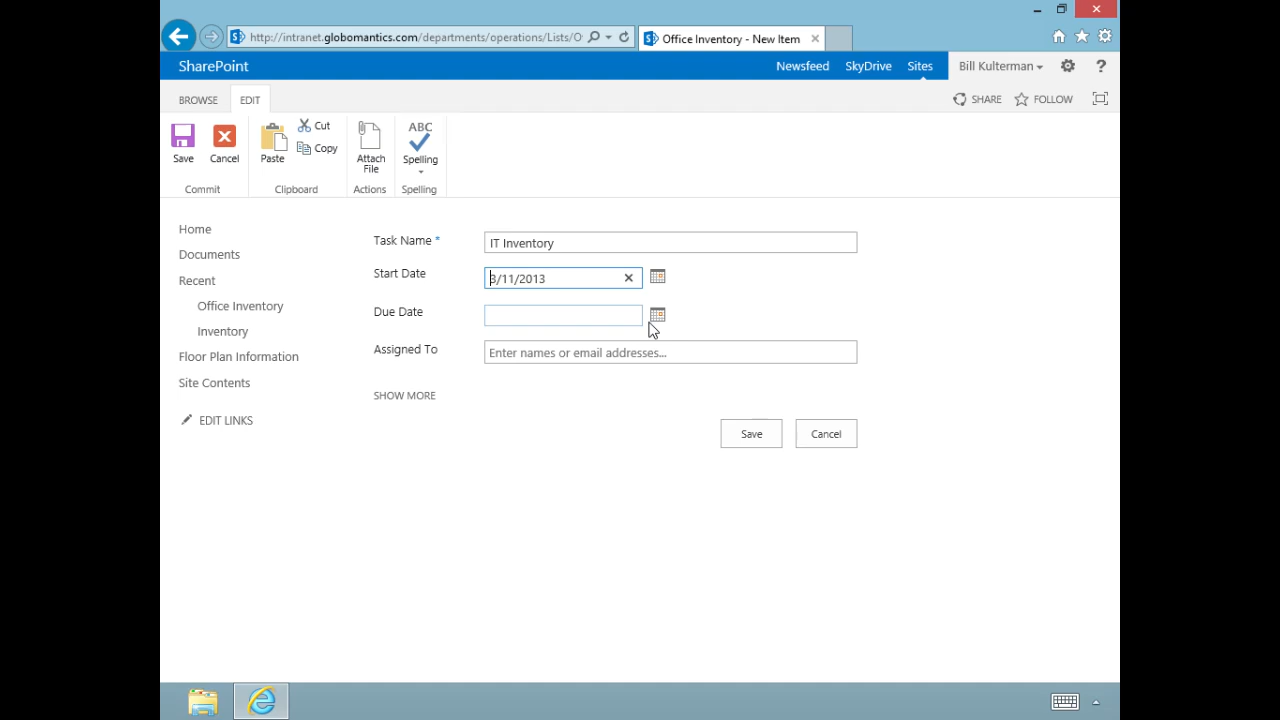 http://intranet.globomantics.com/departments/operations/Lists/O
Office Inventory - New Item
SharePoint
Newsfeed
SkyDrive
Sites
Bill Kulterman
?
BROWSE
EDIT
SHARE
FOLLOW
Save
Cancel
Paste
Cut
Copy
Attach
File
ABC
Spelling
Commit
Clipboard
Actions
Spelling
Home
Documents
Recent
Office Inventory
Inventory
Floor Plan Information
Site Contents
EDIT LINKS
Task Name *
IT Inventory
Start Date
3/11/2013
Due Date
Assigned To
Enter names or email addresses...
SHOW MORE
Save
Cancel